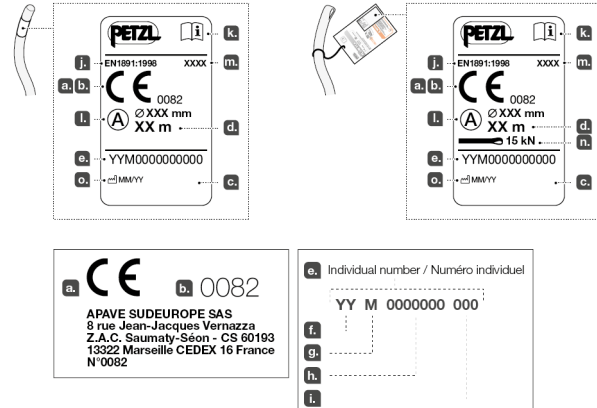 PETZL
k.
j.
EN1891:1998 XXXX
m.
a. b.
CE 0082
l.
A Ø XXX mm
XX m
d.
e.
YYM0000000000
o.
MM/YY
c.
PETZL
k.
j.
EN1891:1998 XXXX
m.
a. b.
CE 0082
l.
A Ø XXX mm
XX m
d.
15 kN
n.
e.
YYM0000000000
o.
MM/YY
c.
a. CE b. 0082
APAVE SUDEUROPE SAS
8 rue Jean-Jacques Vernazza
Z.A.C. Saumaty-Séon - CS 60193
13322 Marseille CEDEX 16 France
N°0082
e. Individual number / Numéro individuel
YY M 0000000 000
f.
g.
h.
i.